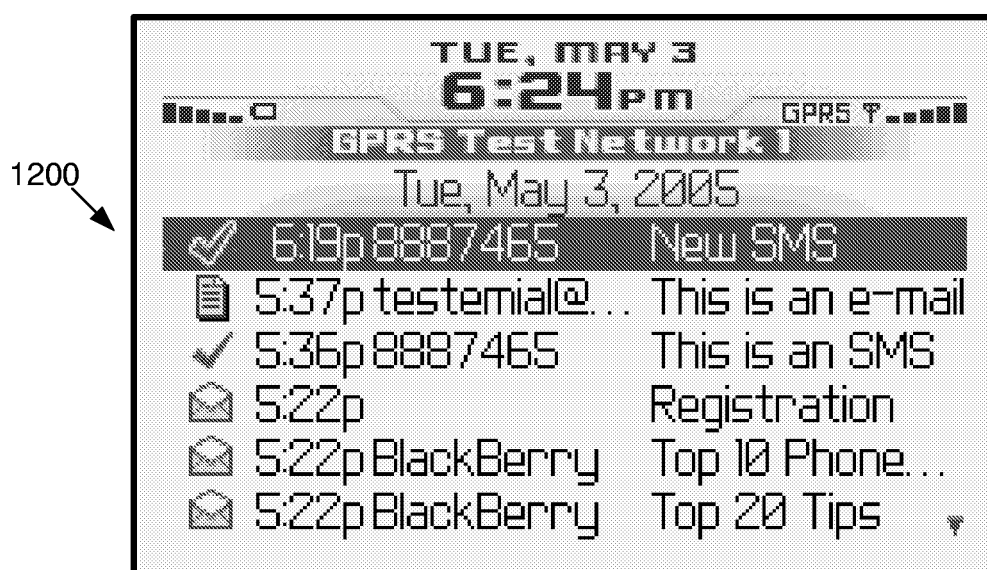 TUE, MAY 3
6:24pm
GPRS
GPRS Test Network 1
1200
Tue, May 3, 2005
6:19p 8887465 New SMS
5:37p testemial@... This is an e-mail
5:36p 8887465 This is an SMS
5:22p Registration
5:22p BlackBerry Top 10 Phone...
5:22p BlackBerry Top 20 Tips